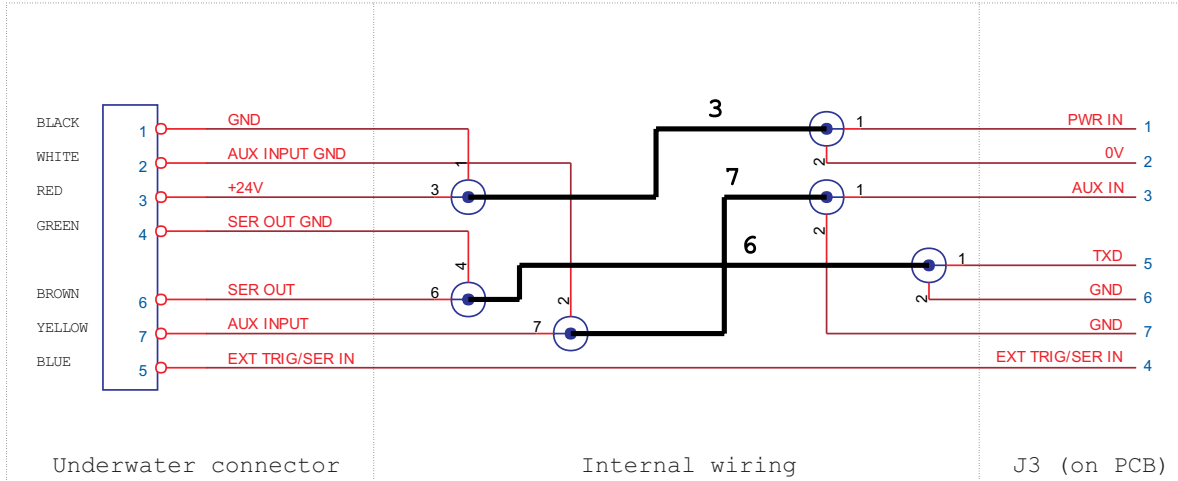 3
BLACK 1 GND 1 PWR IN 1
WHITE 2 AUX INPUT GND 1 2 0V 2
7
RED 3 +24V 3 1 AUX IN 3
GREEN 4 SER OUT GND 2
6
4 1 TXD 5
BROWN 6 SER OUT 6 2 2 GND 6
YELLOW 7 AUX INPUT 7 GND 7
BLUE 5 EXT TRIG/SER IN EXT TRIG/SER IN 4
Underwater connector Internal wiring J3 (on PCB)